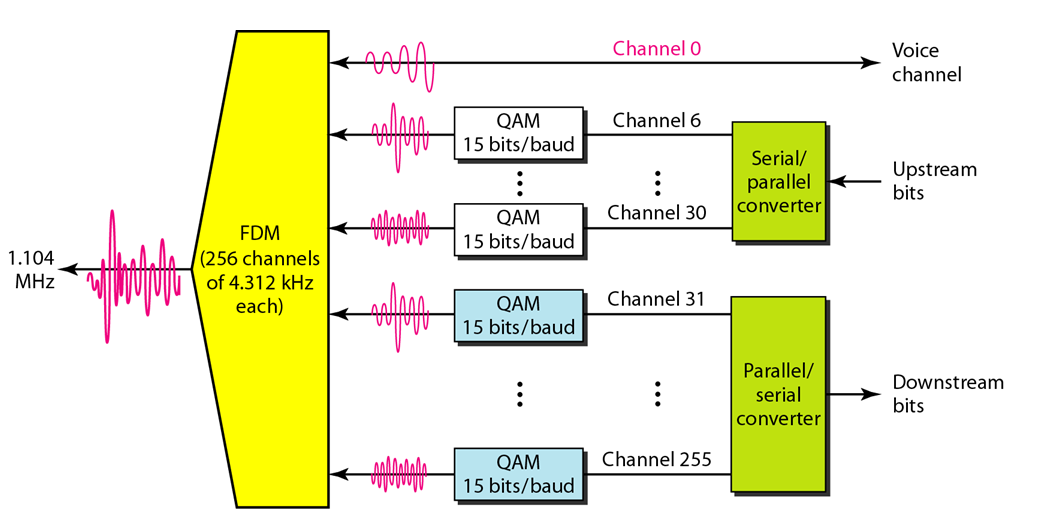 Channel 0
Voice
channel
QAM
15 bits/baud
Channel 6
Serial/
parallel
converter
Upstream
bits
QAM
15 bits/baud
Channel 30
1.104
MHz
FDM
(256 channels
of 4.312 kHz
each)
QAM
15 bits/baud
Channel 31
Parallel/
serial
converter
Downstream
bits
QAM
15 bits/baud
Channel 255